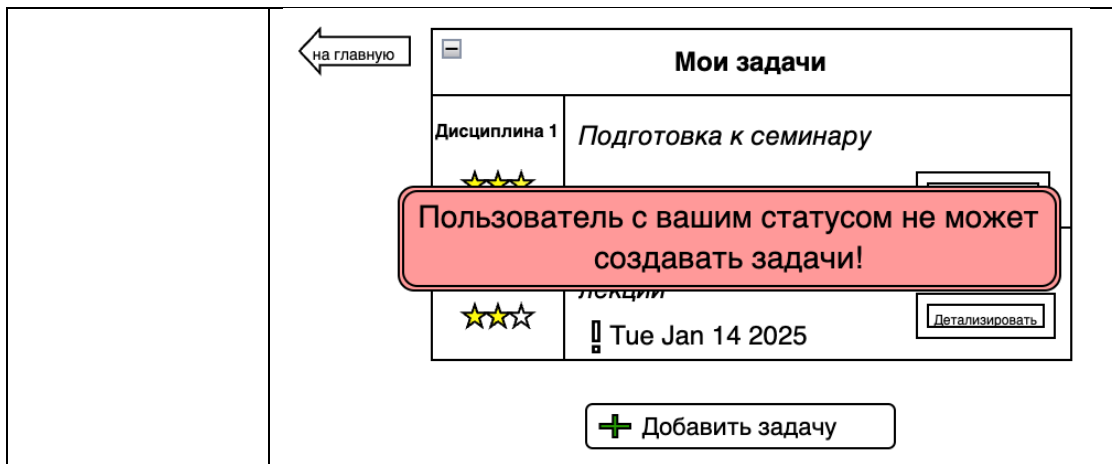 на главную
Мои задачи
Дисциплина 1
Подготовка к семинару
Пользователь с вашим статусом не может
создавать задачи!
лекции
Детализировать
Tue Jan 14 2025
Добавить задачу